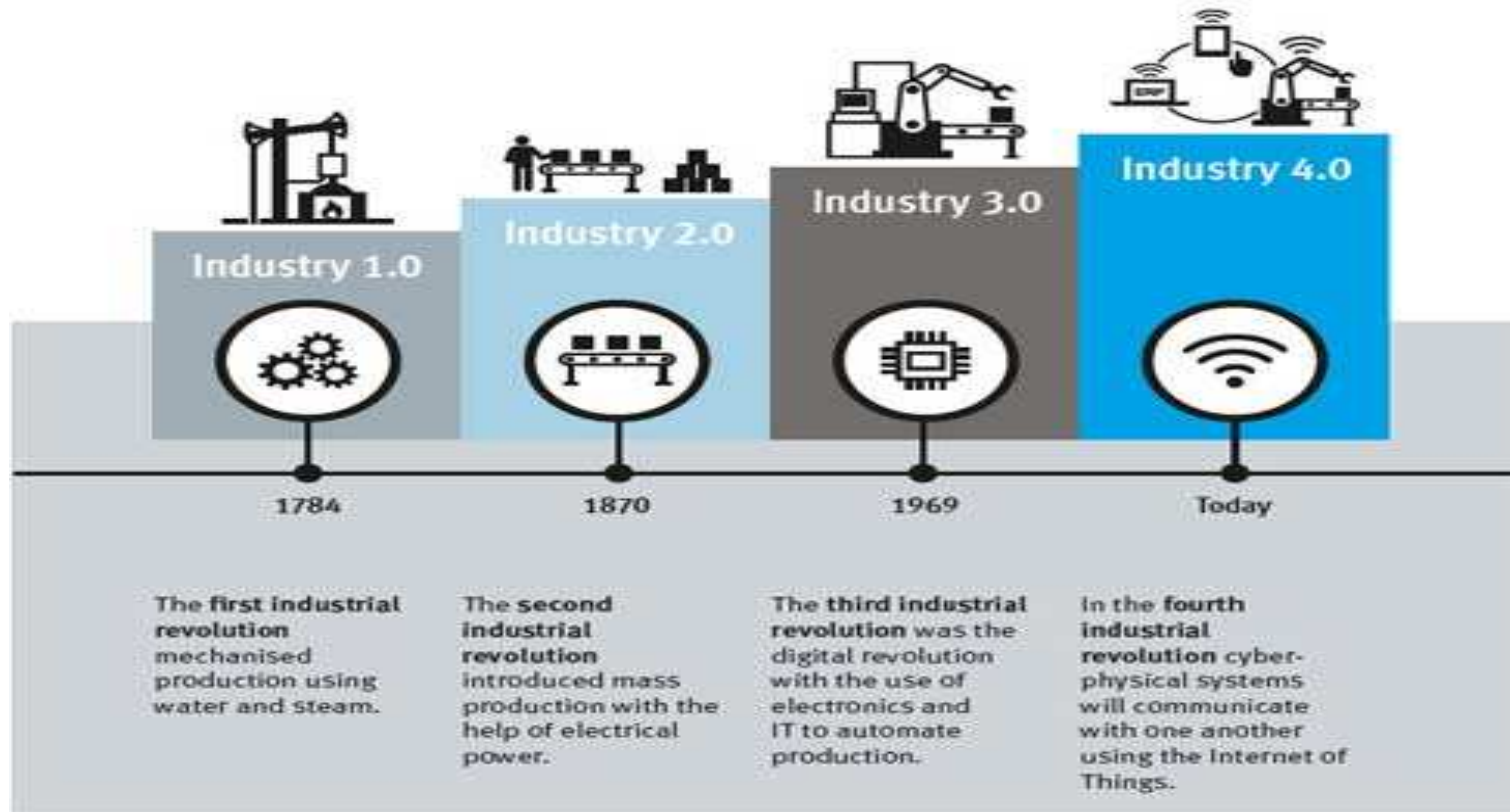 ERP
Industry 1.0
Industry 2.0
Industry 3.0
Industry 4.0
1784
1870
1969
Today
The first industrial
revolution
mechanised
production using
water and steam.
The second
industrial
revolution
introduced mass
production with the
help of electrical
power.
The third industrial
revolution was the
digital revolution
with the use of
electronics and
IT to automate
production.
In the fourth
industrial
revolution cyber-
physical systems
will communicate
with one another
using the Internet of
Things.